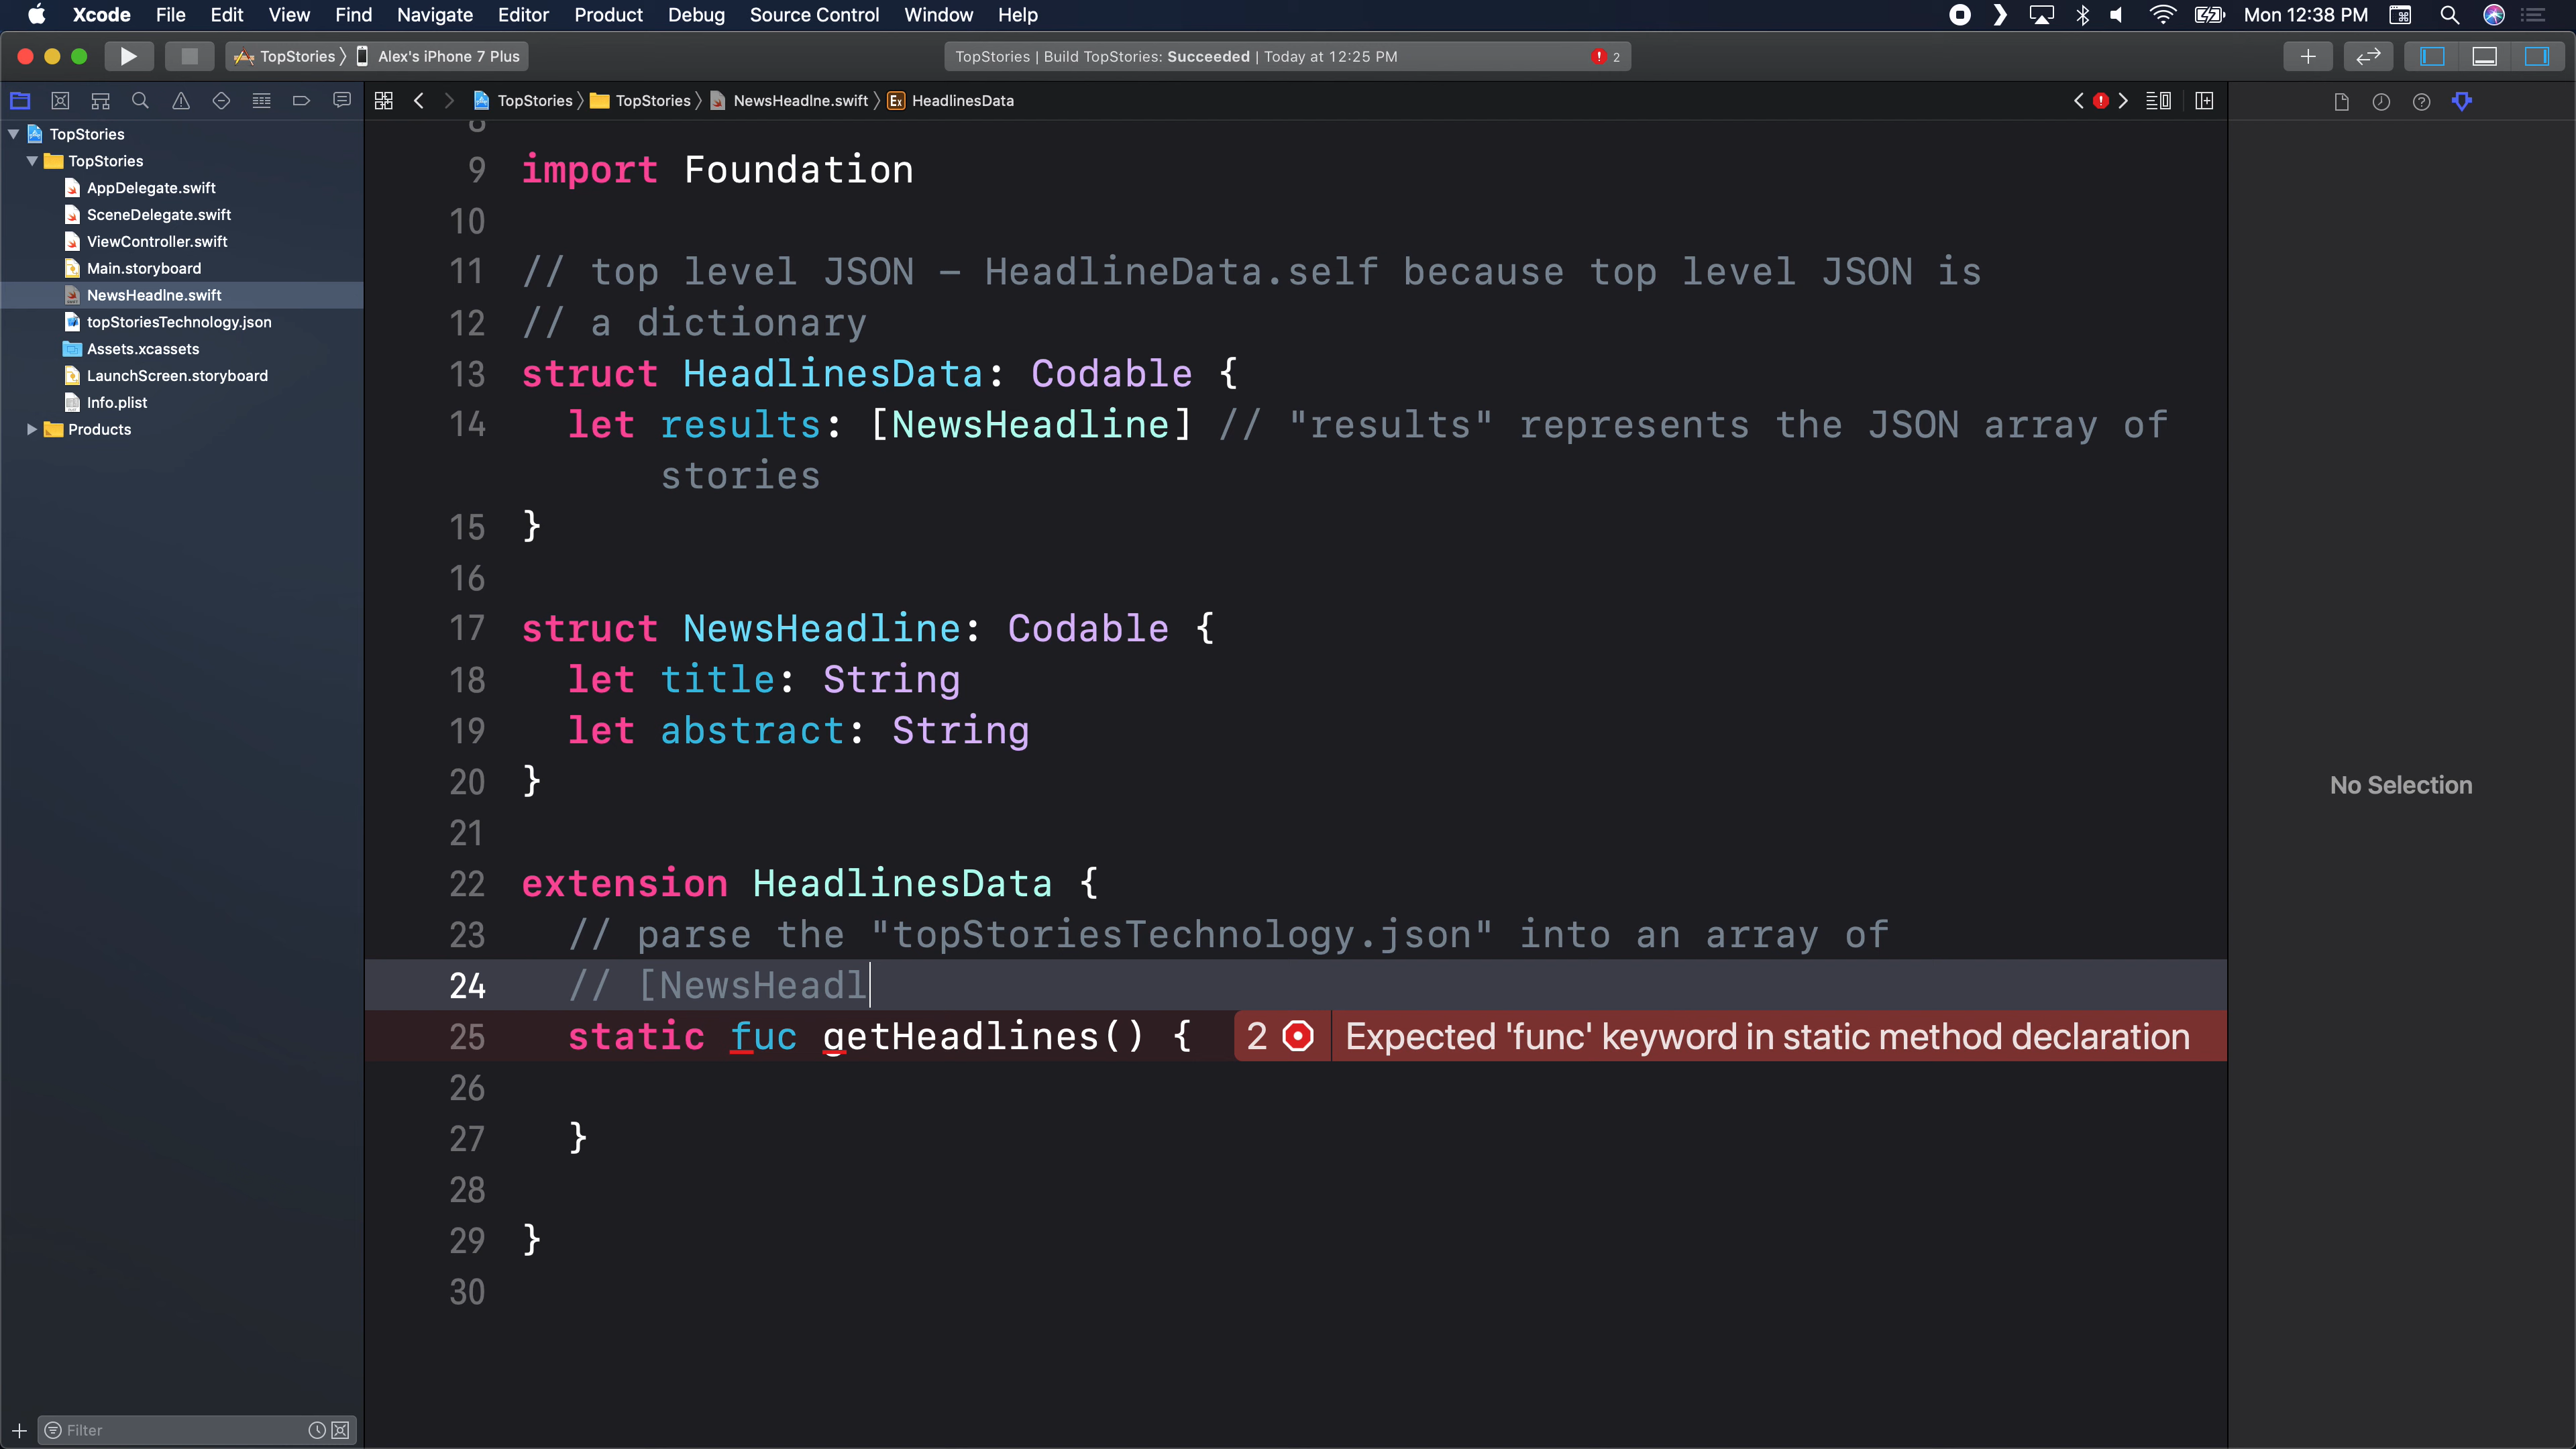 Xcode File Edit View Find Navigate Editor Product Debug Source Control Window Help Mon 12:38 PM
TopStories Alex's iPhone 7 Plus TopStories | Build TopStories: Succeeded | Today at 12:25 PM 2
TopStories TopStories NewsHeadlne.swift Ex HeadlinesData
TopStories
TopStories
AppDelegate.swift
SceneDelegate.swift
ViewController.swift
Main.storyboard
NewsHeadlne.swift
topStoriesTechnology.json
Assets.xcassets
LaunchScreen.storyboard
Info.plist
Products
Filter
8
9 import Foundation
10
11 // top level JSON – HeadlineData.self because top level JSON is
12 // a dictionary
13 struct HeadlinesData: Codable {
14 let results: [NewsHeadline] // "results" represents the JSON array of
stories
15 }
16
17 struct NewsHeadline: Codable {
18 let title: String
19 let abstract: String
20 }
21
22 extension HeadlinesData {
23 // parse the "topStoriesTechnology.json" into an array of
24 // [NewsHeadl
25 static fuc getHeadlines() { 2 Expected 'func' keyword in static method declaration
26
27 }
28
29 }
30
No Selection